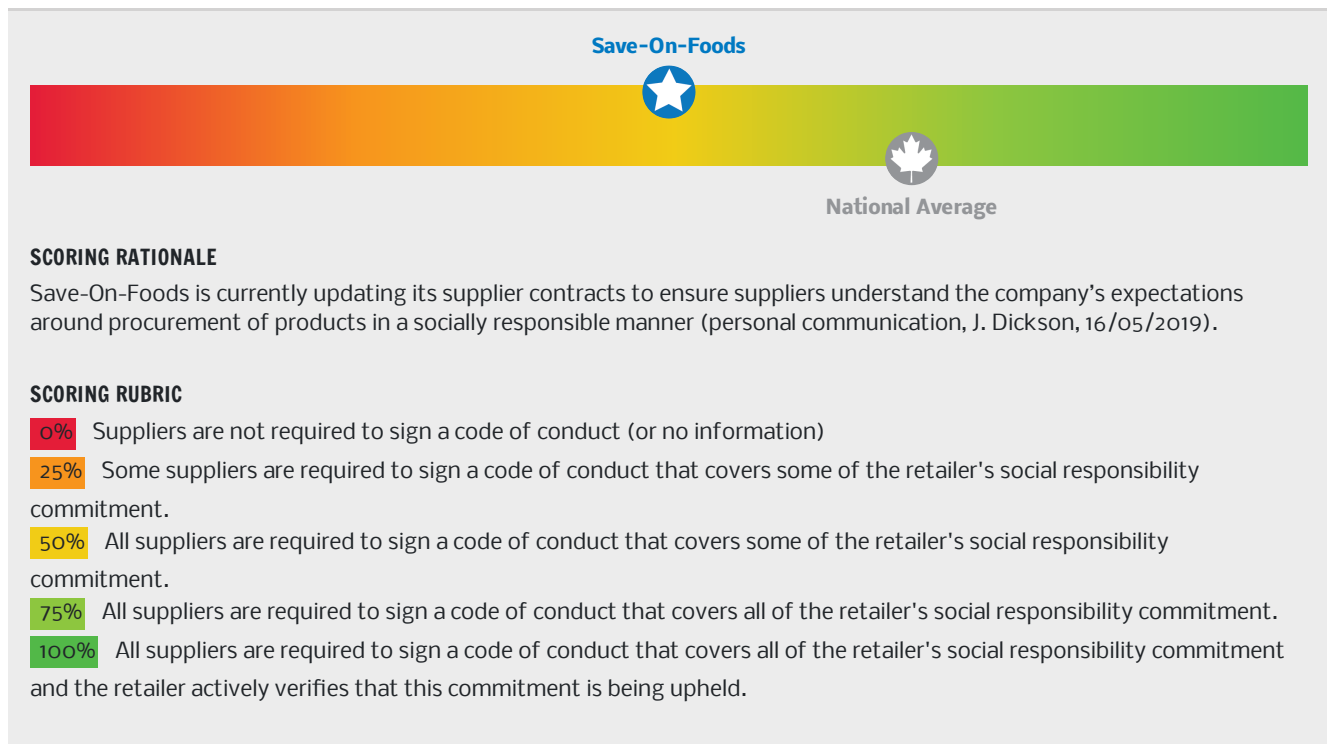 Save-On-Foods
National Average
SCORING RATIONALE
Save-On-Foods is currently updating its supplier contracts to ensure suppliers understand the company’s expectations
around procurement of products in a socially responsible manner (personal communication, J. Dickson, 16/05/2019).
SCORING RUBRIC
0% Suppliers are not required to sign a code of conduct (or no information)
25% Some suppliers are required to sign a code of conduct that covers some of the retailer's social responsibility
commitment.
50% All suppliers are required to sign a code of conduct that covers some of the retailer's social responsibility
commitment.
75% All suppliers are required to sign a code of conduct that covers all of the retailer's social responsibility commitment.
100% All suppliers are required to sign a code of conduct that covers all of the retailer's social responsibility commitment
and the retailer actively verifies that this commitment is being upheld.